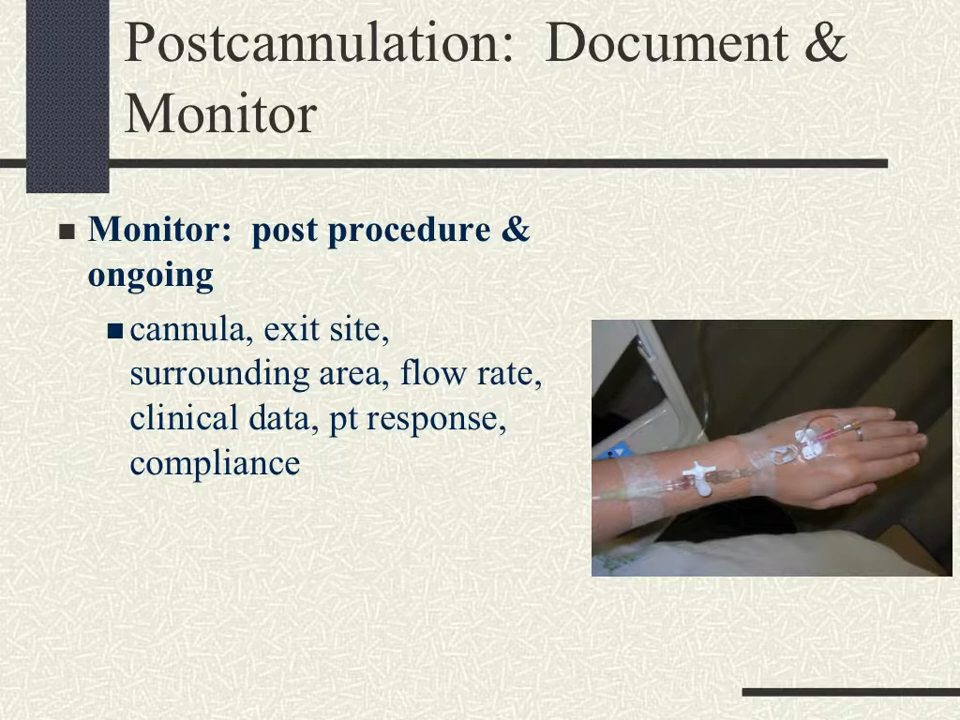 Postcannulation: Document &
Monitor
Monitor: post procedure &
ongoing
cannula, exit site,
surrounding area, flow rate,
clinical data, pt response,
compliance